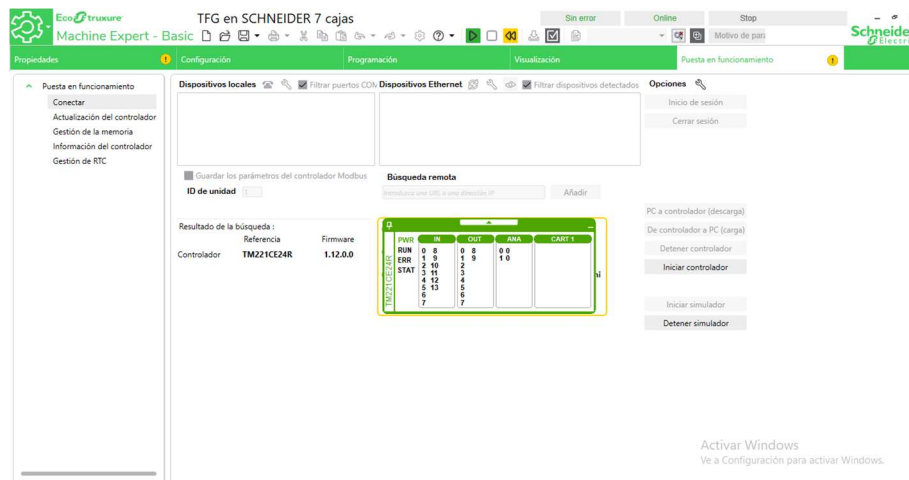 EcoStruxure
Machine Expert - Basic
TFG en SCHNEIDER 7 cajas
Sin error
Online
Stop
Motivo de para
Schneide
Electri
Propiedades
Configuración
Programación
Visualización
Puesta en funcionamiento
Puesta en funcionamiento
Conectar
Actualización del controlador
Gestión de la memoria
Información del controlador
Gestión de RTC
Dispositivos locales
Filtrar puertos COM
Dispositivos Ethernet
Filtrar dispositivos detectados
Opciones
Inicio de sesión
Cerrar sesión
Guardar los parámetros del controlador Modbus
ID de unidad 1
Búsqueda remota
Introduzca una URL o una dirección IP
Añadir
Resultado de la búsqueda :
Referencia Firmware
Controlador TM221CE24R 1.12.0.0
TM221CE24R
PWR
RUN
ERR
STAT
IN
0 8
1 9
2 10
3 11
4 12
5 13
6
7
OUT
0 8
1 9
2
3
4
5
6
7
ANA
0 0
1 0
CART 1
ni
PC a controlador (descarga)
De controlador a PC (carga)
Detener controlador
Iniciar controlador
Iniciar simulador
Detener simulador
Activar Windows
Ve a Configuración para activar Windows.